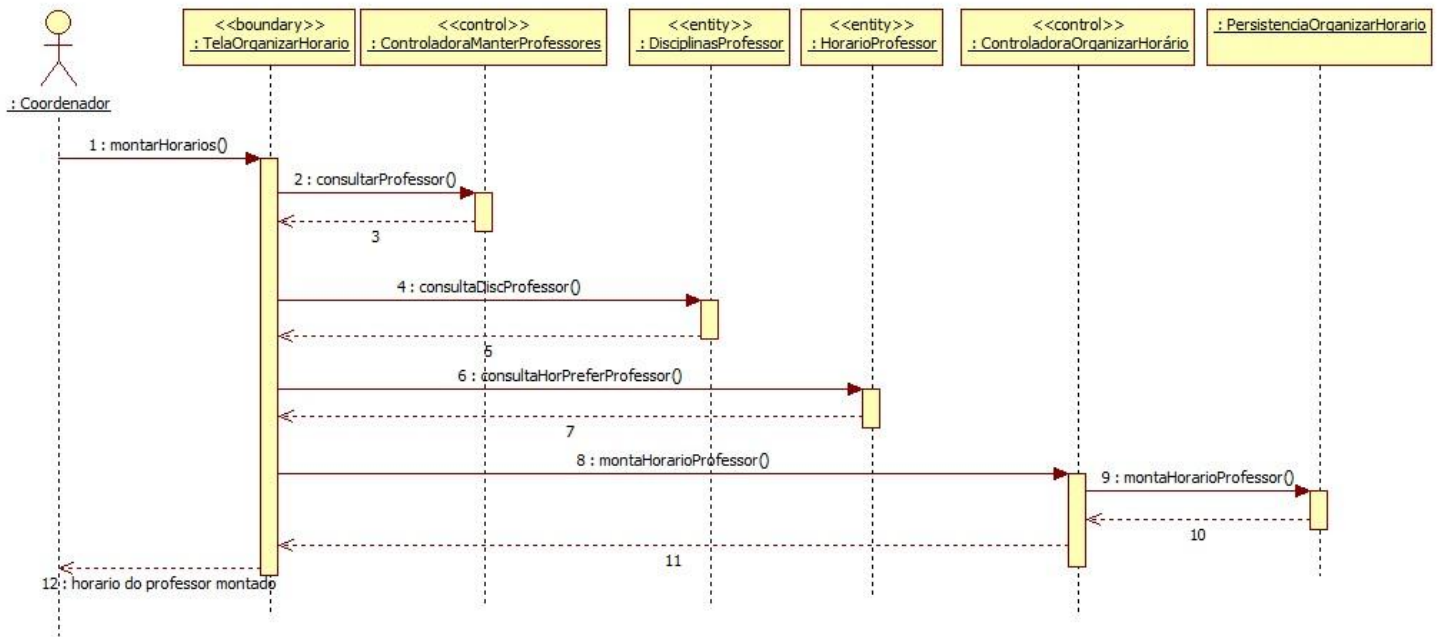 <<boundary>>
: TelaOrganizarHorario
<<control>>
: ControladoraManterProfessores
<<entity>>
: DisciplinasProfessor
<<entity>>
: HorarioProfessor
<<control>>
: ControladoraOrganizarHorário
: PersistenciaOrganizarHorario
: Coordenador
1 : montarHorarios()
2 : consultarProfessor()
3
4 : consultaDiscProfessor()
5
6 : consultaHorPreferProfessor()
7
8 : montaHorarioProfessor()
9 : montaHorarioProfessor()
10
11
12 : horario do professor montado